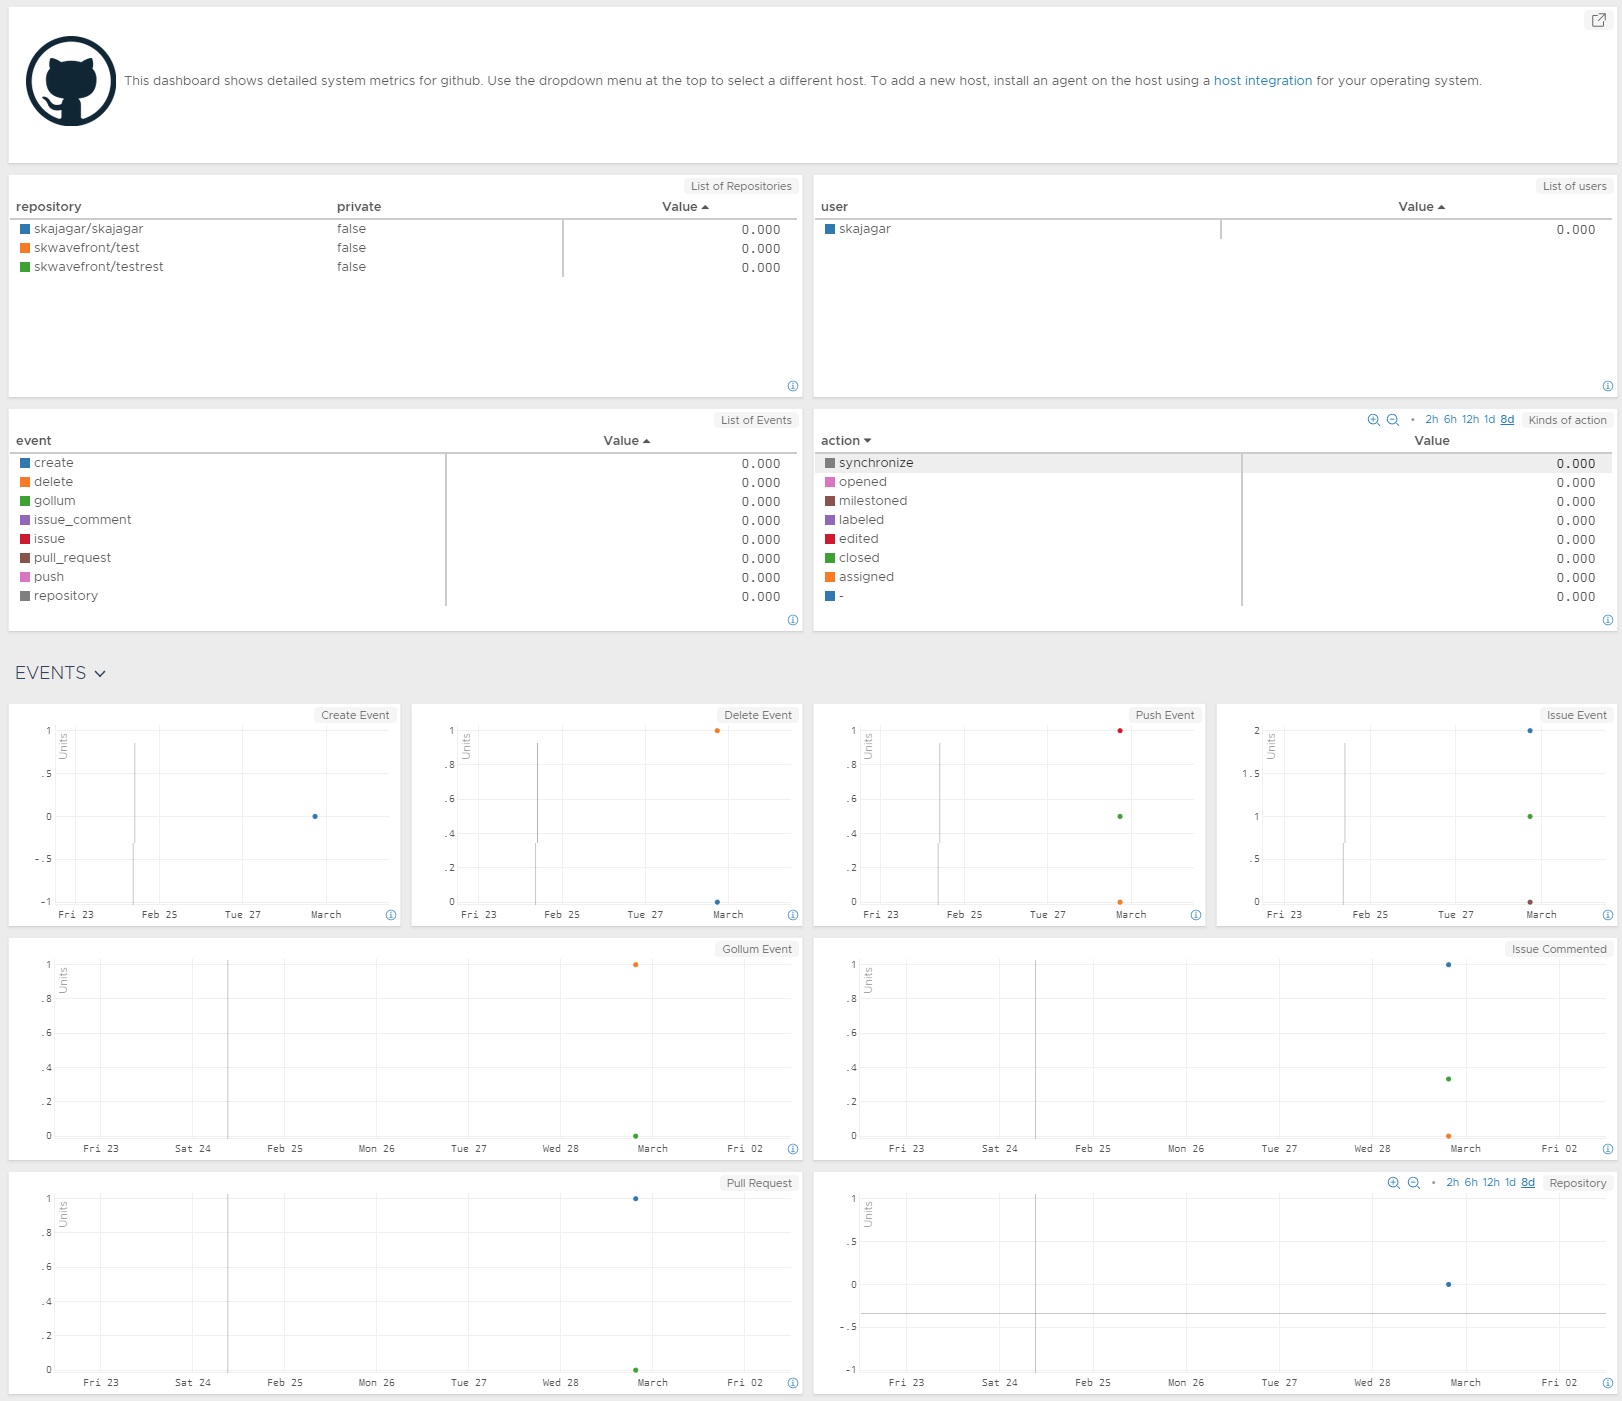 This dashboard shows detailed system metrics for github. Use the dropdown menu at the top to select a different host. To add a new host, install an agent on the host using a host integration for your operating system.
List of Repositories
repository private Value
skajagar/skajagar false 0.000
skwavefront/test false 0.000
skwavefront/testrest false 0.000
List of users
user Value
skajagar 0.000
List of Events
event Value
create 0.000
delete 0.000
gollum 0.000
issue_comment 0.000
issue 0.000
pull_request 0.000
push 0.000
repository 0.000
2h 6h 12h 1d 8d Kinds of action
action Value
synchronize 0.000
opened 0.000
milestoned 0.000
labeled 0.000
edited 0.000
closed 0.000
assigned 0.000
- 0.000
EVENTS
Create Event
Units
1
.5
0
-.5
-1
Fri 23 Feb 25 Tue 27 March
Delete Event
Units
1
.8
.6
.4
.2
0
Fri 23 Feb 25 Tue 27 March
Push Event
Units
1
.8
.6
.4
.2
0
Fri 23 Feb 25 Tue 27 March
Issue Event
Units
2
1.5
1
.5
0
Fri 23 Feb 25 Tue 27 March
Gollum Event
Units
1
.8
.6
.4
.2
0
Fri 23 Sat 24 Feb 25 Mon 26 Tue 27 Wed 28 March Fri 02
Issue Commented
Units
1
.8
.6
.4
.2
0
Fri 23 Sat 24 Feb 25 Mon 26 Tue 27 Wed 28 March Fri 02
Pull Request
Units
1
.8
.6
.4
.2
0
Fri 23 Sat 24 Feb 25 Mon 26 Tue 27 Wed 28 March Fri 02
2h 6h 12h 1d 8d Repository
Units
1
.5
0
-.5
-1
Fri 23 Sat 24 Feb 25 Mon 26 Tue 27 Wed 28 March Fri 02